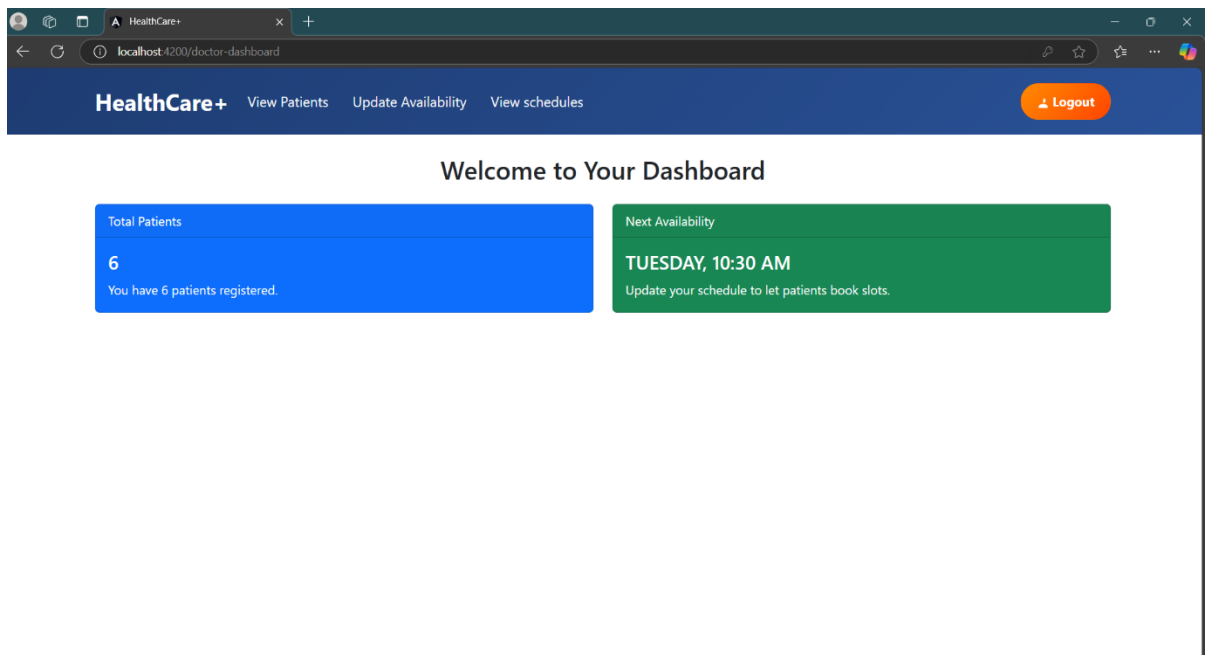 HealthCare+
localhost:4200/doctor-dashboard
HealthCare+ View Patients Update Availability View schedules Logout
Welcome to Your Dashboard
Total Patients
6
You have 6 patients registered.
Next Availability
TUESDAY, 10:30 AM
Update your schedule to let patients book slots.